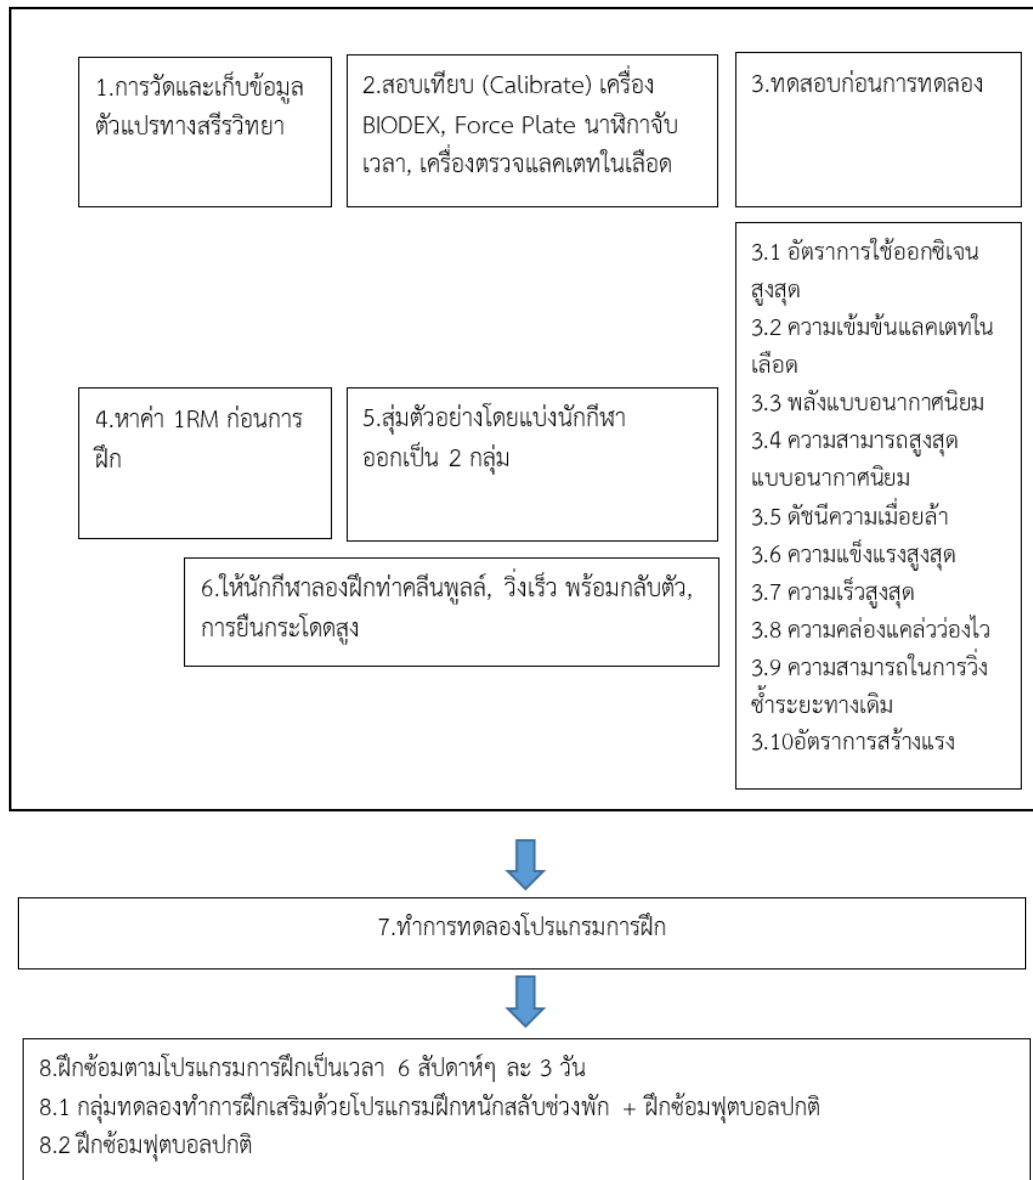 1.การวัดและเก็บข้อมูล
ตัวแปรทางสรีรวิทยา
2.สอบเทียบ (Calibrate) เครื่อง
BIODEX, Force Plate นาฬิกาจับ
เวลา, เครื่องตรวจแลคเตทในเลือด
3.ทดสอบก่อนการทดลอง
3.1 อัตราการใช้ออกซิเจน
สูงสุด
3.2 ความเข้มข้นแลคเตทใน
เลือด
3.3 พลังแบบอนากาศนิยม
3.4 ความสามารถสูงสุด
แบบอนากาศนิยม
3.5 ดัชนีความเมื่อยล้า
3.6 ความแข็งแรงสูงสุด
3.7 ความเร็วสูงสุด
3.8 ความคล่องแคล่วว่องไว
3.9 ความสามารถในการวิ่ง
ซ้ำระยะทางเดิม
3.10อัตราการสร้างแรง
4.หาค่า 1RM ก่อนการ
ฝึก
5.สุ่มตัวอย่างโดยแบ่งนักกีฬา
ออกเป็น 2 กลุ่ม
6.ให้นักกีฬาลองฝึกท่าคลีนพูลล์, วิ่งเร็ว พร้อมกลับตัว,
การยืนกระโดดสูง
7.ทำการทดลองโปรแกรมการฝึก
8.ฝึกซ้อมตามโปรแกรมการฝึกเป็นเวลา 6 สัปดาห์ๆ ละ 3 วัน
8.1 กลุ่มทดลองทำการฝึกเสริมด้วยโปรแกรมฝึกหนักสลับช่วงพัก + ฝึกซ้อมฟุตบอลปกติ
8.2 ฝึกซ้อมฟุตบอลปกติ